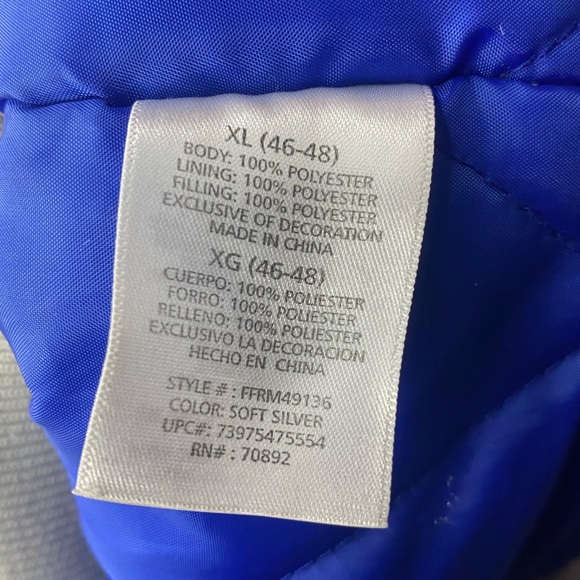 XL (46-48)
BODY: 100% POLYESTER
LINING: 100% POLYESTER
FILLING: 100% POLYESTER
EXCLUSIVE OF DECORATION
MADE IN CHINA
XG (46-48)
CUERPO: 100% POLIESTER
FORRO: 100% POLIESTER
RELLENO: 100% POLIESTER
EXCLUSIVO LA DECORACION
HECHO EN CHINA
STYLE # : FFRM49136
COLOR: SOFT SILVER
UPC#: 73975475554
RN#: 70892